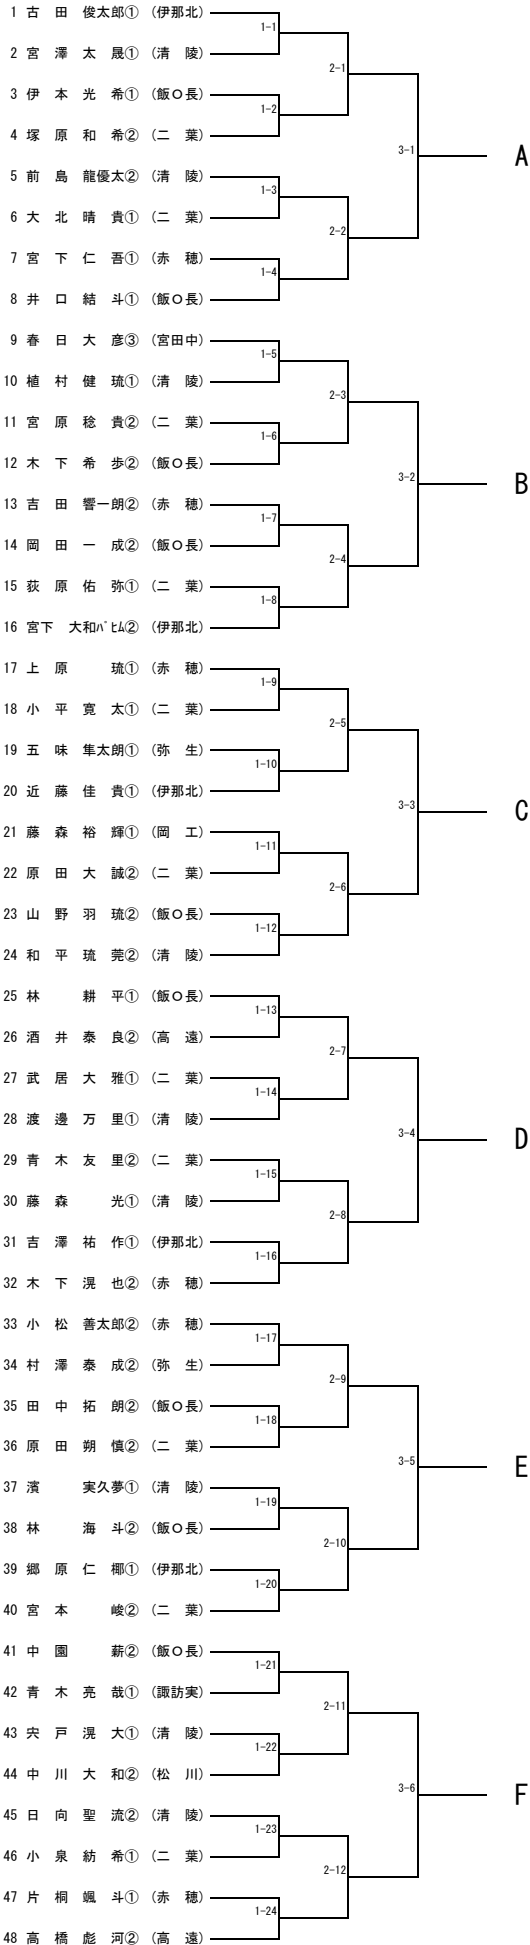 1 古 田 俊太郎① (伊那北)
1-1
2 宮 澤 太 晟① (清 陵)
2-1
3 伊 本 光 希① (飯O長)
1-2
4 塚 原 和 希② (二 葉)
3-1 A
5 前 島 龍優太② (清 陵)
1-3
6 大 北 晴 貴① (二 葉)
2-2
7 宮 下 仁 吾① (赤 穂)
1-4
8 井 口 結 斗① (飯O長)
9 春 日 大 彦③ (宮田中)
1-5
10 植 村 健 琉① (清 陵)
2-3
11 宮 原 稔 貴② (二 葉)
1-6
12 木 下 希 歩② (飯O長)
3-2 B
13 吉 田 響一朗② (赤 穂)
1-7
14 岡 田 一 成② (飯O長)
2-4
15 荻 原 佑 弥① (二 葉)
1-8
16 宮下 大和ﾊﾞﾋﾑ② (伊那北)
17 上 原 琉① (赤 穂)
1-9
18 小 平 寛 太① (二 葉)
2-5
19 五 味 隼太朗① (弥 生)
1-10
20 近 藤 佳 貴① (伊那北)
3-3 C
21 藤 森 裕 輝① (岡 工)
1-11
22 原 田 大 誠② (二 葉)
2-6
23 山 野 羽 琉② (飯O長)
1-12
24 和 平 琉 莞② (清 陵)
25 林 耕 平① (飯O長)
1-13
26 酒 井 泰 良② (高 遠)
2-7
27 武 居 大 雅① (二 葉)
1-14
28 渡 邊 万 里① (清 陵)
3-4 D
29 青 木 友 里② (二 葉)
1-15
30 藤 森 光① (清 陵)
2-8
31 吉 澤 祐 作① (伊那北)
1-16
32 木 下 滉 也② (赤 穂)
33 小 松 善太郎② (赤 穂)
1-17
34 村 澤 泰 成② (弥 生)
2-9
35 田 中 拓 朗② (飯O長)
1-18
36 原 田 朔 慎② (二 葉)
3-5 E
37 濱 実久夢① (清 陵)
1-19
38 林 海 斗② (飯O長)
2-10
39 郷 原 仁 椰① (伊那北)
1-20
40 宮 本 峻② (二 葉)
41 中 園 薪② (飯O長)
1-21
42 青 木 亮 哉① (諏訪実)
2-11
43 宍 戸 滉 大① (清 陵)
1-22
44 中 川 大 和② (松 川)
3-6 F
45 日 向 聖 流② (清 陵)
1-23
46 小 泉 紡 希① (二 葉)
2-12
47 片 桐 颯 斗① (赤 穂)
1-24
48 高 橋 彪 河② (高 遠)